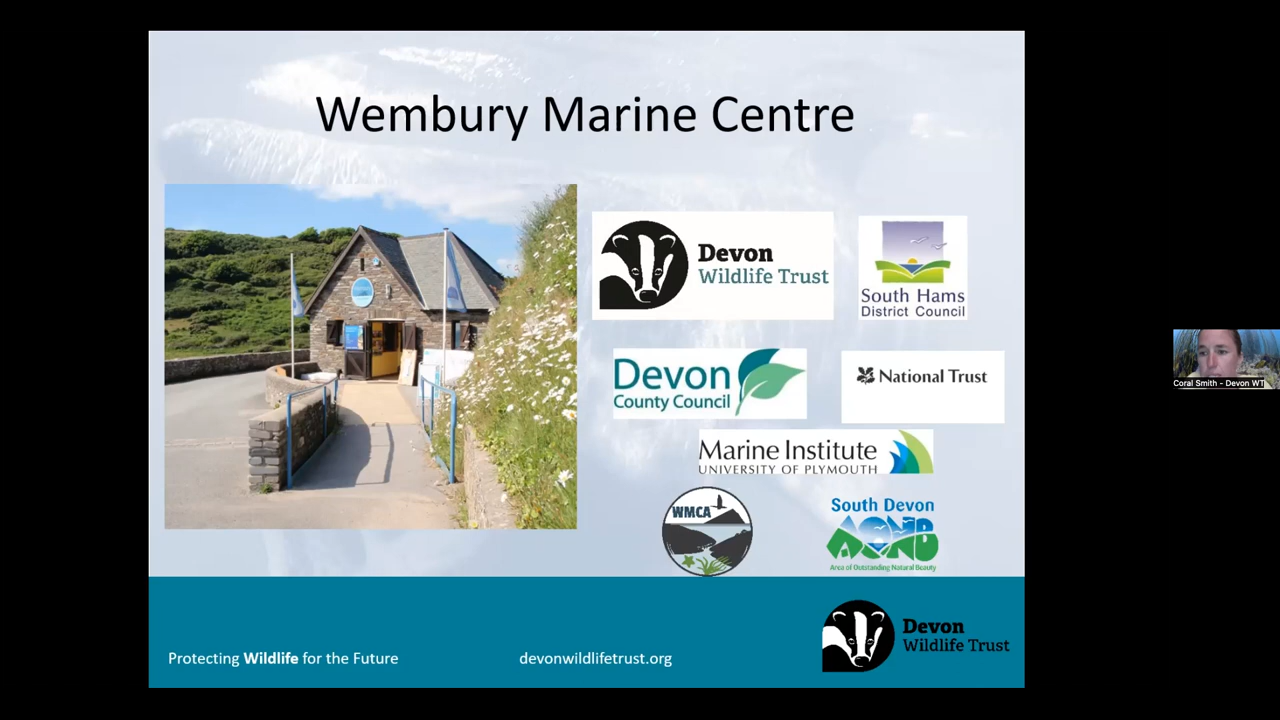 Wembury Marine Centre
Devon
Wildlife Trust
South Hams
District Council
Devon
County Council
National Trust
Marine Institute
UNIVERSITY OF PLYMOUTH
WMCA
South Devon
AONB
Area of Outstanding Natural Beauty
Coral Smith - Devon WT
Protecting Wildlife for the Future
devonwildlifetrust.org
Devon
Wildlife Trust